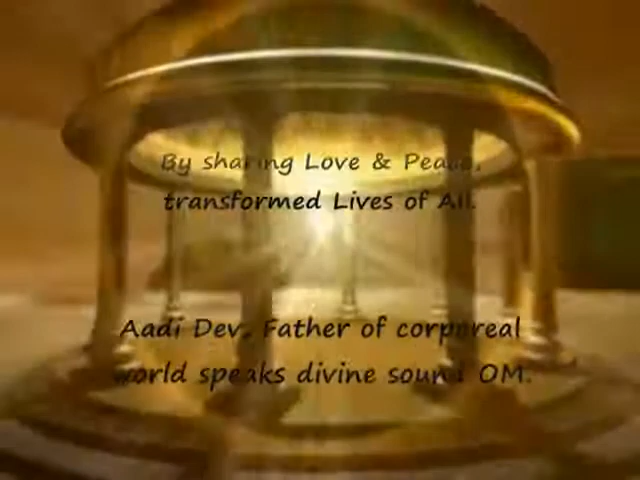 By sharing Love & Peace,
transformed Lives of All.
Aadi Dev, Father of corporeal
world speaks divine sound OM.